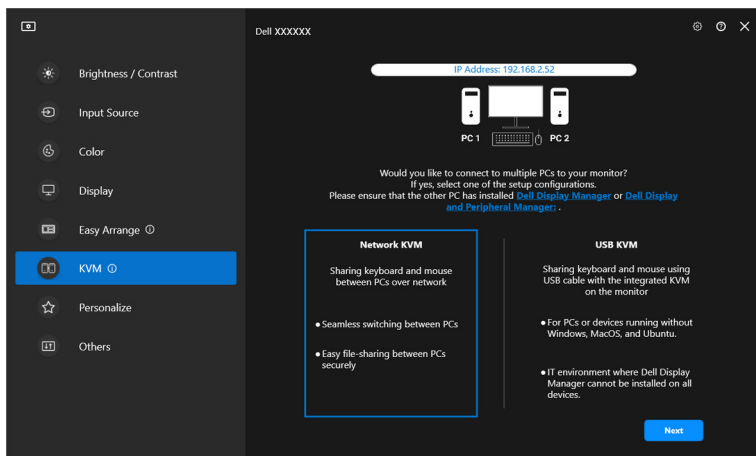 Dell XXXXXX
Brightness / Contrast
Input Source
Color
Display
Easy Arrange
KVM
Personalize
Others
IP Address: 192.168.2.52
PC 1
PC 2
Would you like to connect to multiple PCs to your monitor?
If yes, select one of the setup configurations.
Please ensure that the other PC has installed Dell Display Manager or Dell Display
and Peripheral Manager: .
Network KVM
Sharing keyboard and mouse
between PCs over network
● Seamless switching between PCs
● Easy file-sharing between PCs
securely
USB KVM
Sharing keyboard and mouse using
USB cable with the integrated KVM
on the monitor
● For PCs or devices running without
Windows, MacOS, and Ubuntu.
● IT environment where Dell Display
Manager cannot be installed on all
devices.
Next